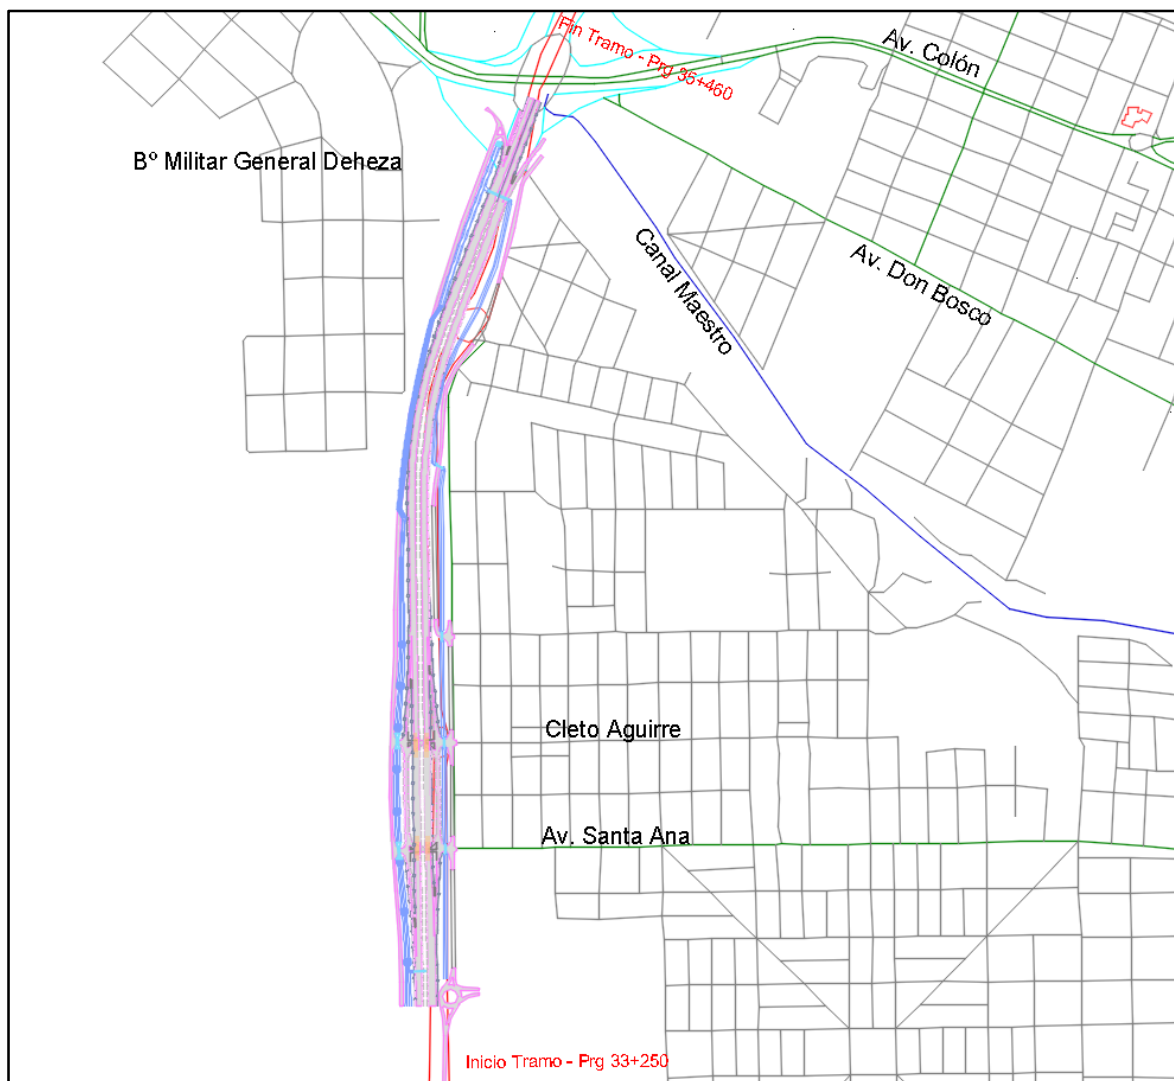 Fin Tramo - Prg 35+460
Av. Colón
Bº Militar General Deheza
Canal Maestro
Av. Don Bosco
Cleto Aguirre
Av. Santa Ana
Inicio Tramo - Prg 33+250